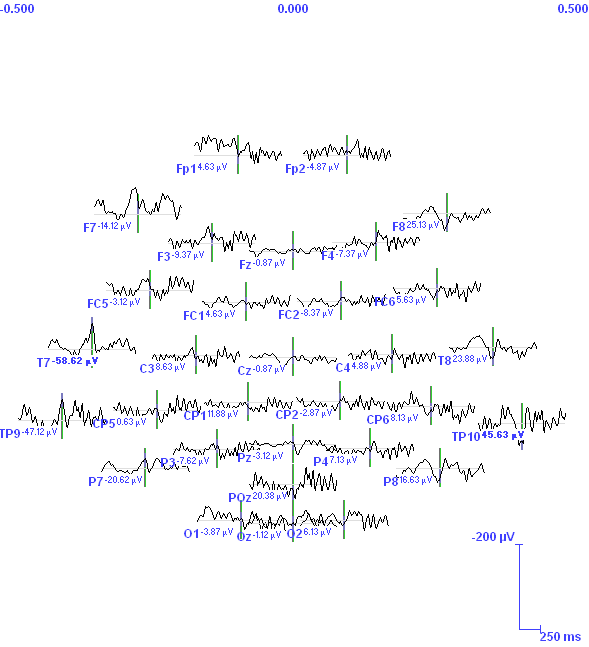 -0.500 0.000 0.500
Fp1 4.63 µV Fp2 -4.87 µV
F7 -14.12 µV F8 25.13 µV
F3 -9.37 µV Fz -0.87 µV F4 -7.37 µV
FC5 -3.12 µV FC1 4.63 µV FC2 -8.37 µV FC6 5.63 µV
T7 -58.62 µV C3 8.63 µV Cz -0.87 µV C4 4.88 µV T8 23.88 µV
TP9 -47.12 µV CP5 0.63 µV CP1 11.88 µV CP2 -2.87 µV CP6 8.13 µV TP10 45.63 µV
P7 -20.62 µV P3 -7.62 µV Pz -3.12 µV P4 7.13 µV P8 16.63 µV
POz 20.38 µV
O1 -3.87 µV Oz -1.12 µV O2 6.13 µV
-200 µV
250 ms